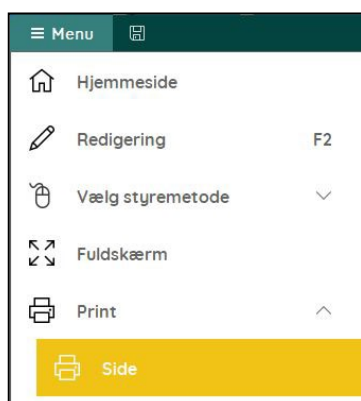 Menu
Hjemmeside
Redigering F2
Vælg styremetode
Fuldskærm
Print
Side